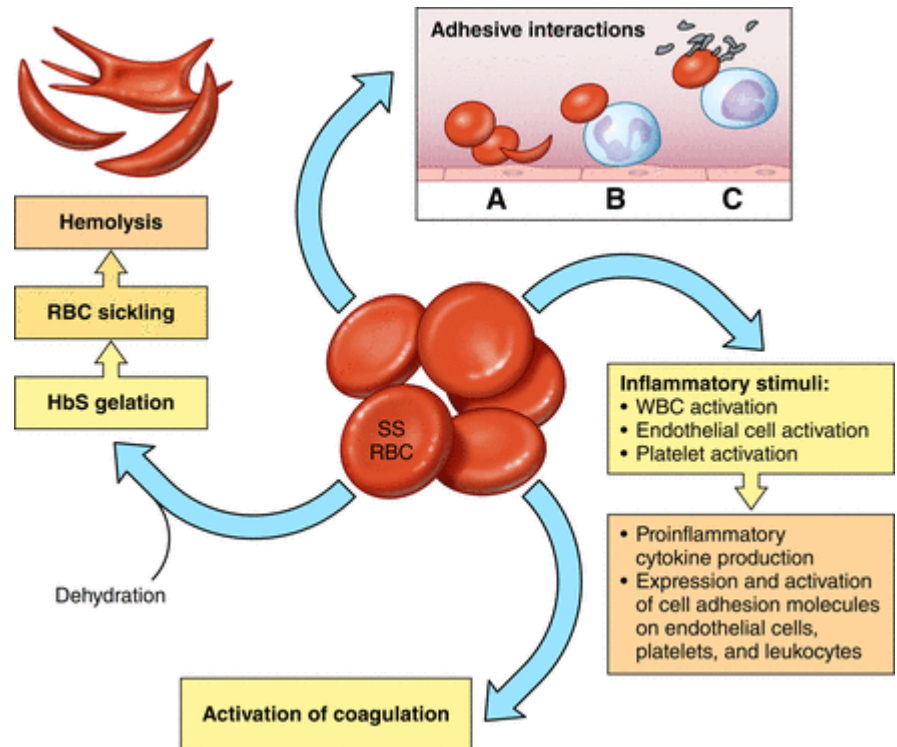 Adhesive interactions
A
B
C
Hemolysis
RBC sickling
HbS gelation
Dehydration
SS
RBC
Inflammatory stimuli:
• WBC activation
• Endothelial cell activation
• Platelet activation
• Proinflammatory
cytokine production
• Expression and activation
of cell adhesion molecules
on endothelial cells,
platelets, and leukocytes
Activation of coagulation